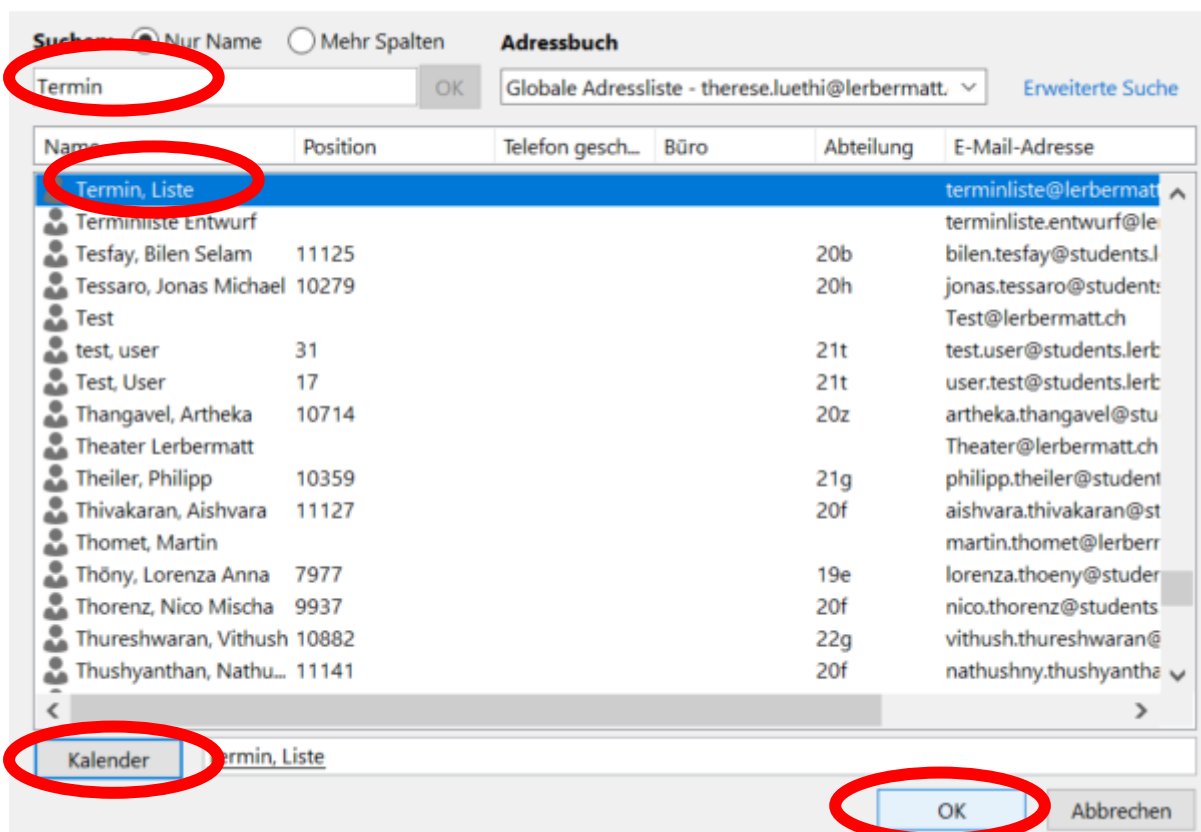 Suchen: Nur Name Mehr Spalten Adressbuch
Termin OK Globale Adressliste - therese.luethi@lerbermatt. Erweiterte Suche
Name Position Telefon gesch... Büro Abteilung E-Mail-Adresse
Termin, Liste terminliste@lerbermatt
Terminliste Entwurf terminliste.entwurf@le
Tesfay, Bilen Selam 11125 20b bilen.tesfay@students.l
Tessaro, Jonas Michael 10279 20h jonas.tessaro@students
Test Test@lerbermatt.ch
test, user 31 21t test.user@students.lerb
Test, User 17 21t user.test@students.lerb
Thangavel, Artheka 10714 20z artheka.thangavel@stu
Theater Lerbermatt Theater@lerbermatt.ch
Theiler, Philipp 10359 21g philipp.theiler@student
Thivakaran, Aishvara 11127 20f aishvara.thivakaran@st
Thomet, Martin martin.thomet@lerberr
Thöny, Lorenza Anna 7977 19e lorenza.thoeny@studer
Thorenz, Nico Mischa 9937 20f nico.thorenz@students
Thureshwaran, Vithush 10882 22g vithush.thureshwaran@
Thushyanthan, Nathu... 11141 20f nathushny.thushyantha
Kalender Termin, Liste
OK Abbrechen